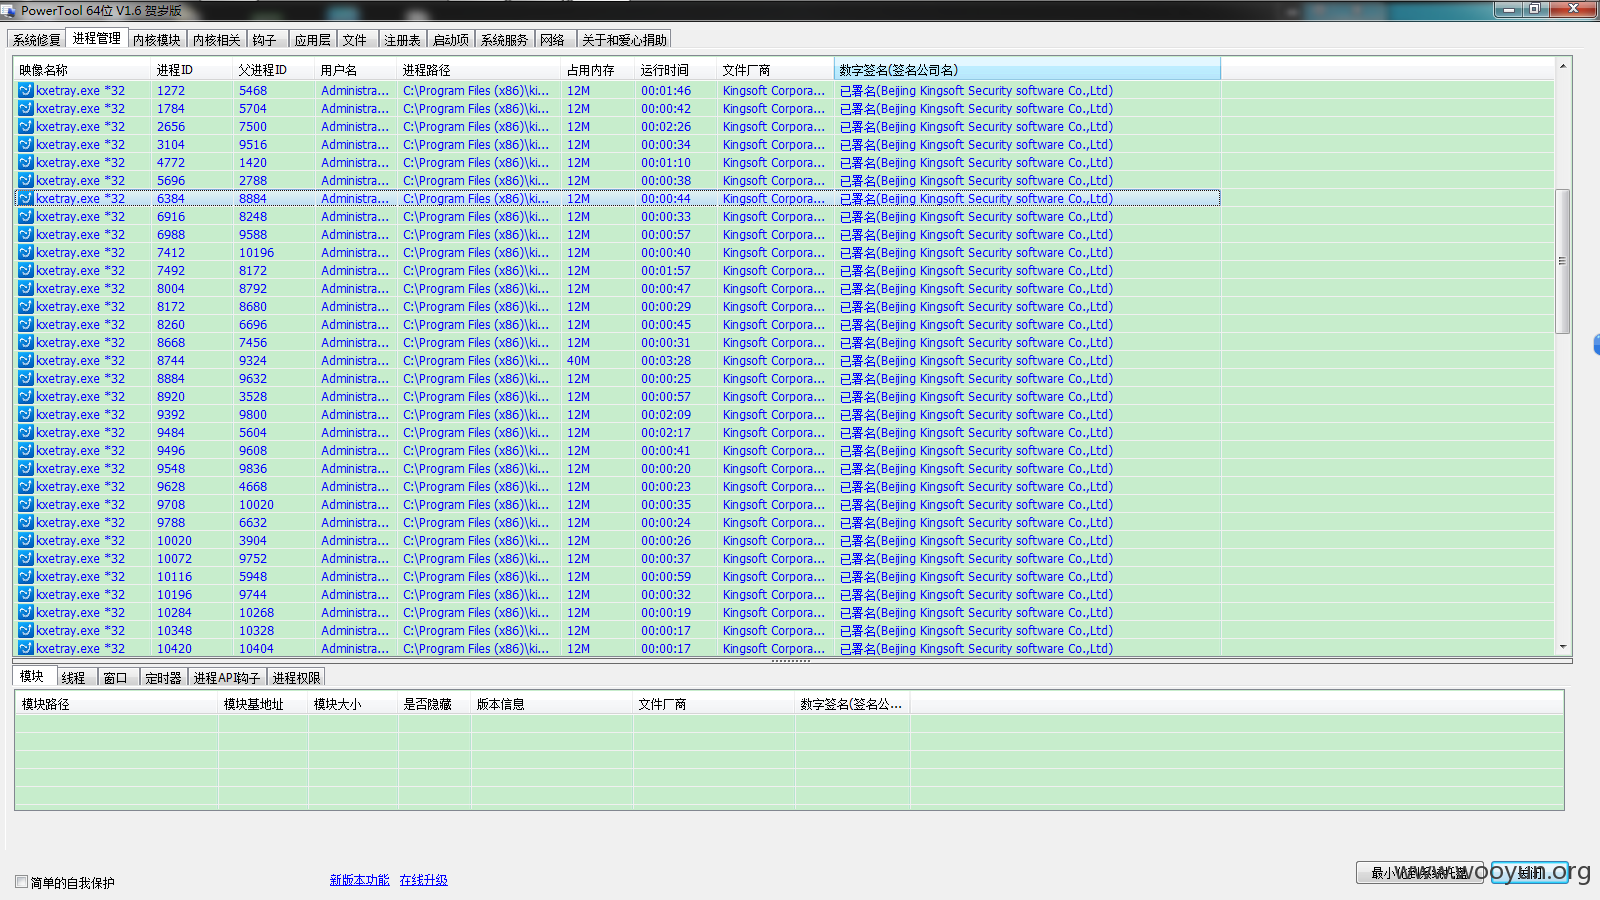 PowerTool 64位 V1.6 贺岁版
系统修复 进程管理 内核模块 内核相关 钩子 应用层 文件 注册表 启动项 系统服务 网络 关于和爱心捐助
映像名称 进程ID 父进程ID 用户名 进程路径 占用内存 运行时间 文件厂商 数字签名(签名公司名)
kxetray.exe *32 1272 5468 Administra... C:\Program Files (x86)\ki... 12M 00:01:46 Kingsoft Corpora... 已署名(Beijing Kingsoft Security software Co.,Ltd)
kxetray.exe *32 1784 5704 Administra... C:\Program Files (x86)\ki... 12M 00:00:42 Kingsoft Corpora... 已署名(Beijing Kingsoft Security software Co.,Ltd)
kxetray.exe *32 2656 7500 Administra... C:\Program Files (x86)\ki... 12M 00:02:26 Kingsoft Corpora... 已署名(Beijing Kingsoft Security software Co.,Ltd)
kxetray.exe *32 3104 9516 Administra... C:\Program Files (x86)\ki... 12M 00:00:34 Kingsoft Corpora... 已署名(Beijing Kingsoft Security software Co.,Ltd)
kxetray.exe *32 4772 1420 Administra... C:\Program Files (x86)\ki... 12M 00:01:10 Kingsoft Corpora... 已署名(Beijing Kingsoft Security software Co.,Ltd)
kxetray.exe *32 5696 2788 Administra... C:\Program Files (x86)\ki... 12M 00:00:38 Kingsoft Corpora... 已署名(Beijing Kingsoft Security software Co.,Ltd)
kxetray.exe *32 6384 8884 Administra... C:\Program Files (x86)\ki... 12M 00:00:44 Kingsoft Corpora... 已署名(Beijing Kingsoft Security software Co.,Ltd)
kxetray.exe *32 6916 8248 Administra... C:\Program Files (x86)\ki... 12M 00:00:33 Kingsoft Corpora... 已署名(Beijing Kingsoft Security software Co.,Ltd)
kxetray.exe *32 6988 9588 Administra... C:\Program Files (x86)\ki... 12M 00:00:57 Kingsoft Corpora... 已署名(Beijing Kingsoft Security software Co.,Ltd)
kxetray.exe *32 7412 10196 Administra... C:\Program Files (x86)\ki... 12M 00:00:40 Kingsoft Corpora... 已署名(Beijing Kingsoft Security software Co.,Ltd)
kxetray.exe *32 7492 8172 Administra... C:\Program Files (x86)\ki... 12M 00:01:57 Kingsoft Corpora... 已署名(Beijing Kingsoft Security software Co.,Ltd)
kxetray.exe *32 8004 8792 Administra... C:\Program Files (x86)\ki... 12M 00:00:47 Kingsoft Corpora... 已署名(Beijing Kingsoft Security software Co.,Ltd)
kxetray.exe *32 8172 8680 Administra... C:\Program Files (x86)\ki... 12M 00:00:29 Kingsoft Corpora... 已署名(Beijing Kingsoft Security software Co.,Ltd)
kxetray.exe *32 8260 6696 Administra... C:\Program Files (x86)\ki... 12M 00:00:45 Kingsoft Corpora... 已署名(Beijing Kingsoft Security software Co.,Ltd)
kxetray.exe *32 8668 7456 Administra... C:\Program Files (x86)\ki... 12M 00:00:31 Kingsoft Corpora... 已署名(Beijing Kingsoft Security software Co.,Ltd)
kxetray.exe *32 8744 9324 Administra... C:\Program Files (x86)\ki... 40M 00:03:28 Kingsoft Corpora... 已署名(Beijing Kingsoft Security software Co.,Ltd)
kxetray.exe *32 8884 9632 Administra... C:\Program Files (x86)\ki... 12M 00:00:25 Kingsoft Corpora... 已署名(Beijing Kingsoft Security software Co.,Ltd)
kxetray.exe *32 8920 3528 Administra... C:\Program Files (x86)\ki... 12M 00:00:57 Kingsoft Corpora... 已署名(Beijing Kingsoft Security software Co.,Ltd)
kxetray.exe *32 9392 9800 Administra... C:\Program Files (x86)\ki... 12M 00:02:09 Kingsoft Corpora... 已署名(Beijing Kingsoft Security software Co.,Ltd)
kxetray.exe *32 9484 5604 Administra... C:\Program Files (x86)\ki... 12M 00:02:17 Kingsoft Corpora... 已署名(Beijing Kingsoft Security software Co.,Ltd)
kxetray.exe *32 9496 9608 Administra... C:\Program Files (x86)\ki... 12M 00:00:41 Kingsoft Corpora... 已署名(Beijing Kingsoft Security software Co.,Ltd)
kxetray.exe *32 9548 9836 Administra... C:\Program Files (x86)\ki... 12M 00:00:20 Kingsoft Corpora... 已署名(Beijing Kingsoft Security software Co.,Ltd)
kxetray.exe *32 9628 4668 Administra... C:\Program Files (x86)\ki... 12M 00:00:23 Kingsoft Corpora... 已署名(Beijing Kingsoft Security software Co.,Ltd)
kxetray.exe *32 9708 10020 Administra... C:\Program Files (x86)\ki... 12M 00:00:35 Kingsoft Corpora... 已署名(Beijing Kingsoft Security software Co.,Ltd)
kxetray.exe *32 9788 6632 Administra... C:\Program Files (x86)\ki... 12M 00:00:24 Kingsoft Corpora... 已署名(Beijing Kingsoft Security software Co.,Ltd)
kxetray.exe *32 10020 3904 Administra... C:\Program Files (x86)\ki... 12M 00:00:26 Kingsoft Corpora... 已署名(Beijing Kingsoft Security software Co.,Ltd)
kxetray.exe *32 10072 9752 Administra... C:\Program Files (x86)\ki... 12M 00:00:37 Kingsoft Corpora... 已署名(Beijing Kingsoft Security software Co.,Ltd)
kxetray.exe *32 10116 5948 Administra... C:\Program Files (x86)\ki... 12M 00:00:59 Kingsoft Corpora... 已署名(Beijing Kingsoft Security software Co.,Ltd)
kxetray.exe *32 10196 9744 Administra... C:\Program Files (x86)\ki... 12M 00:00:32 Kingsoft Corpora... 已署名(Beijing Kingsoft Security software Co.,Ltd)
kxetray.exe *32 10284 10268 Administra... C:\Program Files (x86)\ki... 12M 00:00:19 Kingsoft Corpora... 已署名(Beijing Kingsoft Security software Co.,Ltd)
kxetray.exe *32 10348 10328 Administra... C:\Program Files (x86)\ki... 12M 00:00:17 Kingsoft Corpora... 已署名(Beijing Kingsoft Security software Co.,Ltd)
kxetray.exe *32 10420 10404 Administra... C:\Program Files (x86)\ki... 12M 00:00:17 Kingsoft Corpora... 已署名(Beijing Kingsoft Security software Co.,Ltd)
模块 线程 窗口 定时器 进程API钩子 进程权限
模块路径 模块基地址 模块大小 是否隐藏 版本信息 文件厂商 数字签名(签名公...
简单的自我保护 新版本功能 在线升级
www.wooyun.org